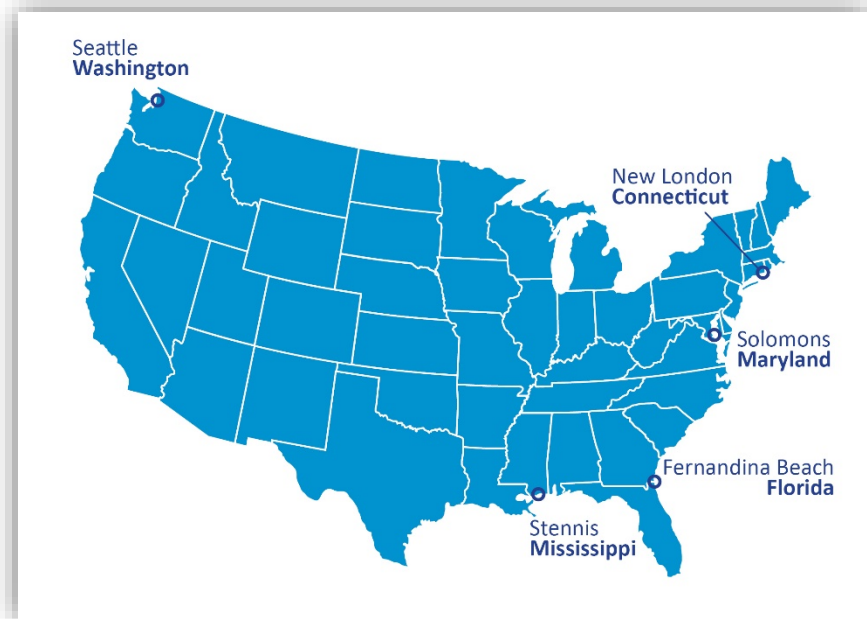 Seattle
Washington
New London
Connecticut
Solomons
Maryland
Fernandina Beach
Florida
Stennis
Mississippi